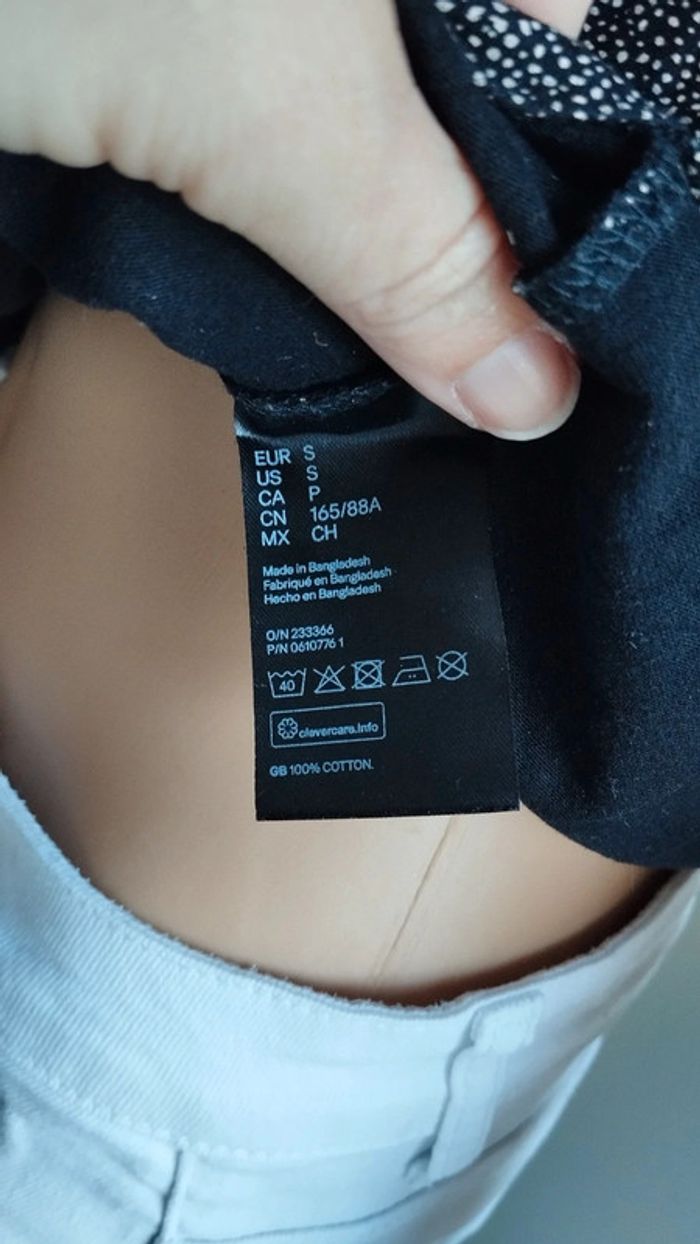 EUR S
US S
CA P
CN 165/88A
MX CH
Made in Bangladesh
Fabriqué en Bangladesh
Hecho en Bangladesh
O/N 233366
P/N 0610776 1
40
clevercare.info
GB 100% COTTON.